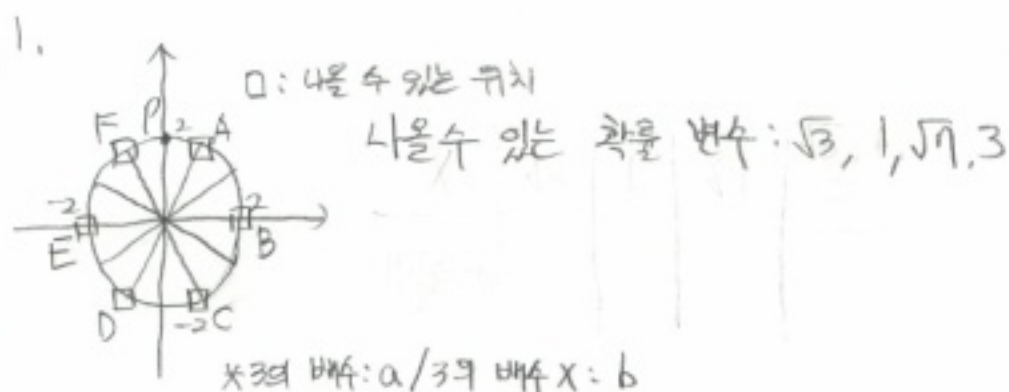 1.
□: 나올 수 있는 위치
나올수 있는 확률 변수: √3, 1, √7, 3
F P 2 A
-2 2
E B
D -2 C
*3의 배수: a/3의 배수 X: b